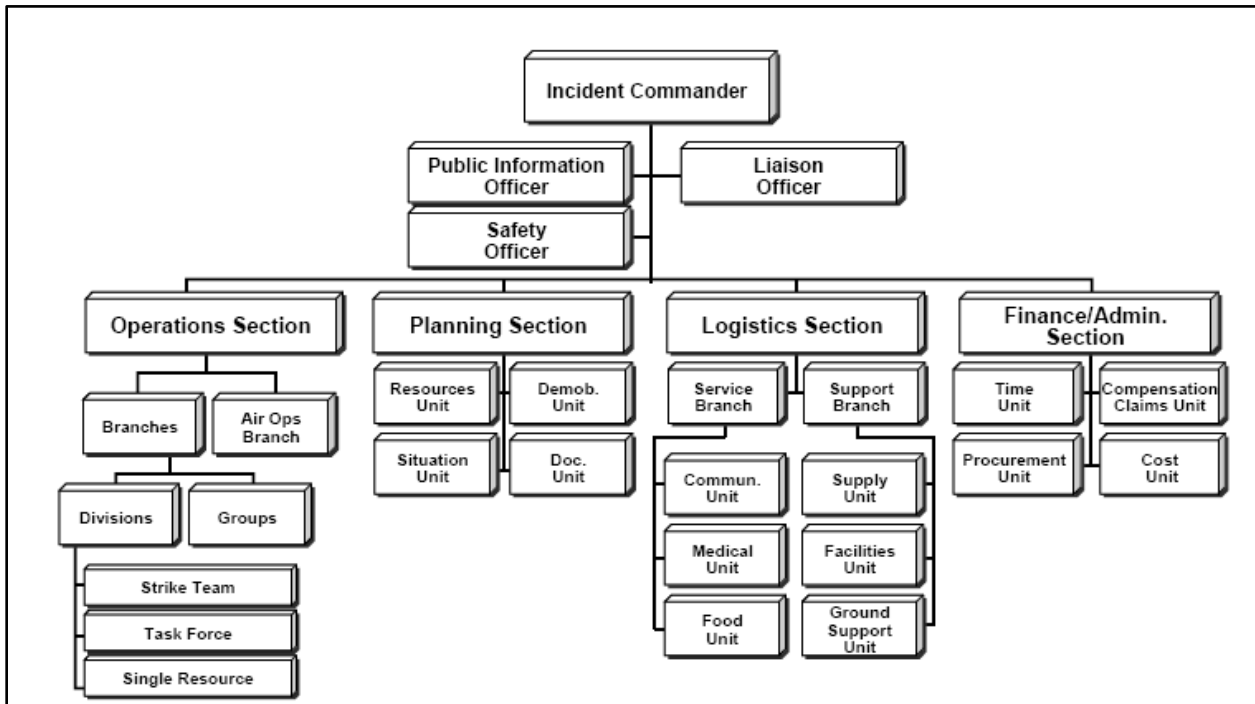 Incident Commander
Public Information
Officer
Liaison
Officer
Safety
Officer
Operations Section
Planning Section
Logistics Section
Finance/Admin.
Section
Branches
Air Ops
Branch
Divisions
Groups
Strike Team
Task Force
Single Resource
Resources
Unit
Demob.
Unit
Situation
Unit
Doc.
Unit
Service
Branch
Support
Branch
Commun.
Unit
Supply
Unit
Medical
Unit
Facilities
Unit
Food
Unit
Ground
Support
Unit
Time
Unit
Compensation
Claims Unit
Procurement
Unit
Cost
Unit